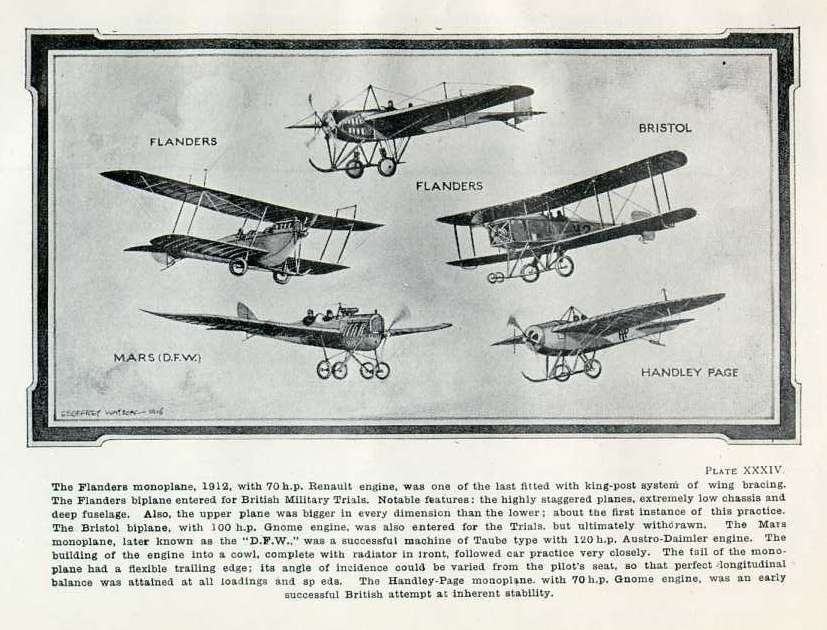 FLANDERS
BRISTOL
FLANDERS
MARS (D.F.W.)
HANDLEY PAGE
GEOFFREY WATSON - 1916
PLATE XXXIV.
The Flanders monoplane, 1912, with 70 h.p. Renault engine, was one of the last fitted with king-post system of wing bracing.
The Flanders biplane entered for British Military Trials. Notable features: the highly staggered planes, extremely low chassis and
deep fuselage. Also, the upper plane was bigger in every dimension than the lower; about the first instance of this practice.
The Bristol biplane, with 100 h.p. Gnome engine, was also entered for the Trials, but ultimately withdrawn. The Mars
monoplane, later known as the "D.F.W.," was a successful machine of Taube type with 120 h.p. Austro-Daimler engine. The
building of the engine into a cowl, complete with radiator in front, followed car practice very closely. The tail of the mono-
plane had a flexible trailing edge; its angle of incidence could be varied from the pilot's seat, so that perfect longitudinal
balance was attained at all loadings and sp eds. The Handley-Page monoplane, with 70 h.p. Gnome engine, was an early
successful British attempt at inherent stability.